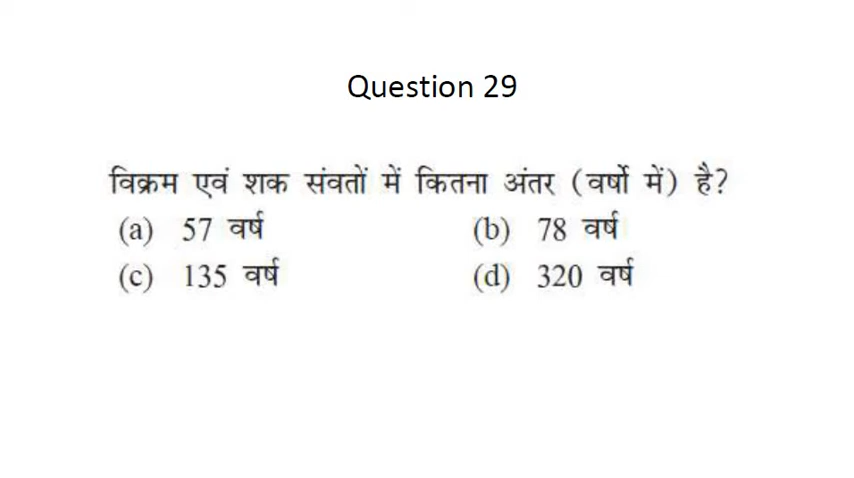 Question 29
विक्रम एवं शक संवतों में कितना अंतर (वर्षो में) है?
(a) 57 वर्ष (b) 78 वर्ष
(c) 135 वर्ष (d) 320 वर्ष